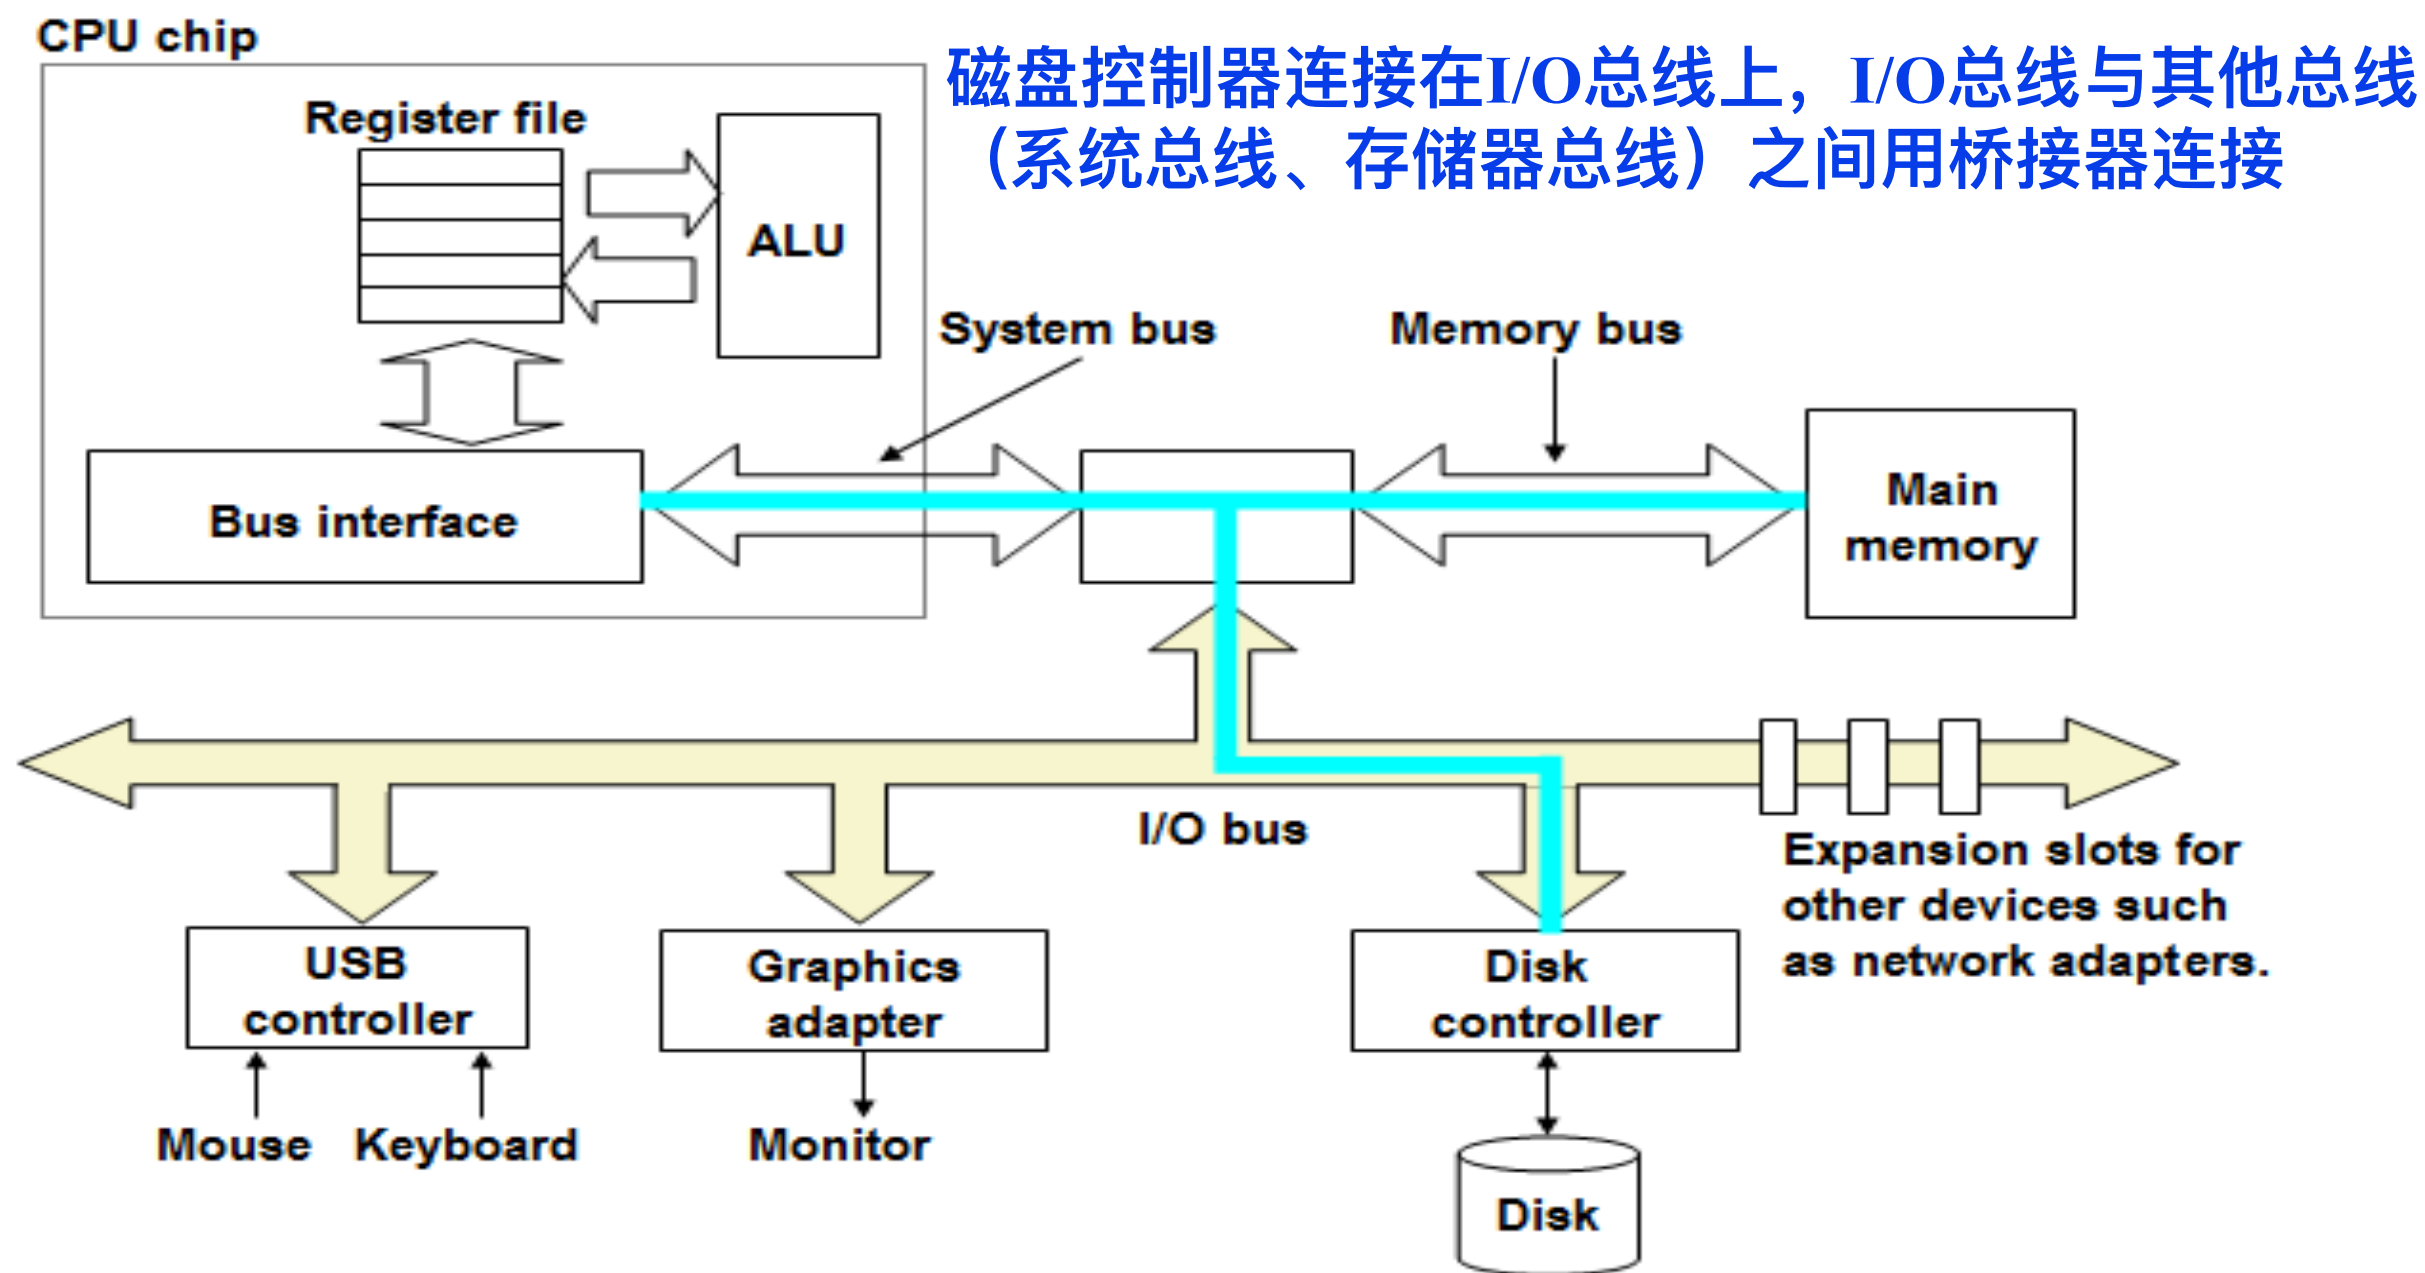 CPU chip
磁盘控制器连接在I/O总线上，I/O总线与其他总线
（系统总线、存储器总线）之间用桥接器连接
Register file
ALU
System bus
Memory bus
Bus interface
Main
memory
I/O bus
Expansion slots for
other devices such
as network adapters.
USB
controller
Graphics
adapter
Disk
controller
Mouse
Keyboard
Monitor
Disk